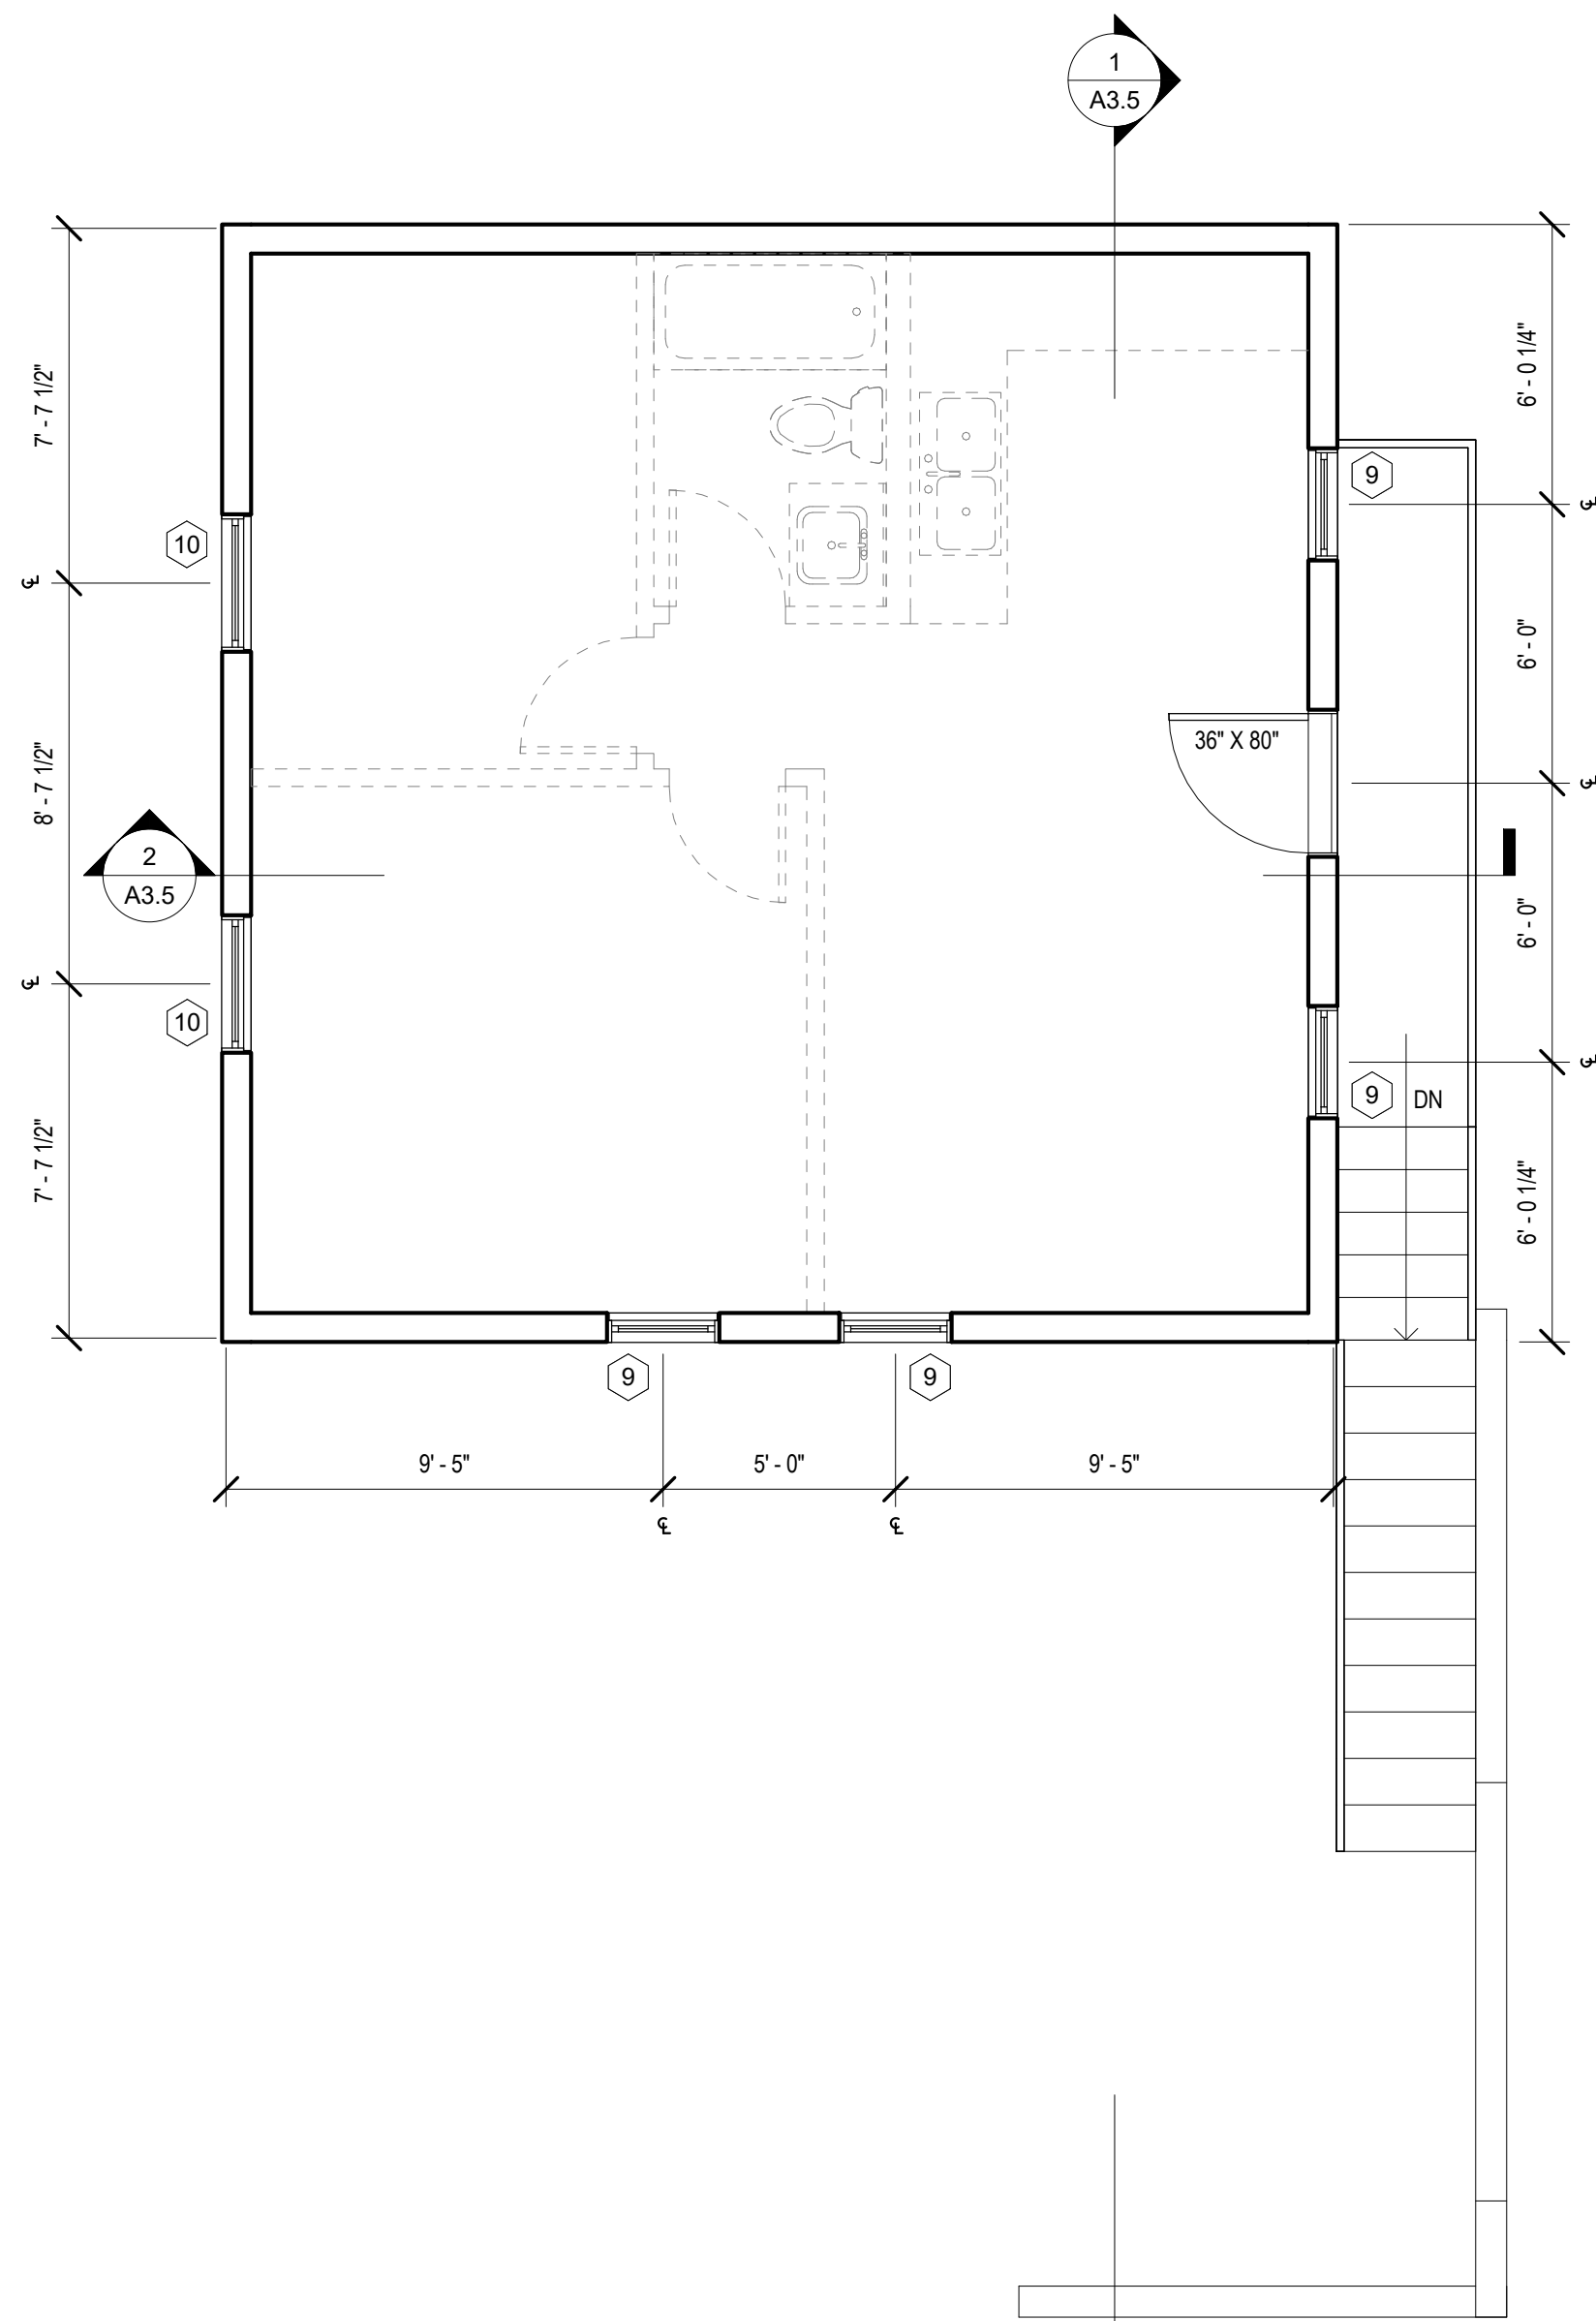 1
A3.5
7' - 7 1/2"
6' - 0 1/4"
9
℄
10
℄
6' - 0"
36" X 80"
℄
8' - 7 1/2"
2
A3.5
6' - 0"
℄
10
℄
9
DN
7' - 7 1/2"
6' - 0 1/4"
9
9
9' - 5"
5' - 0"
9' - 5"
℄
℄